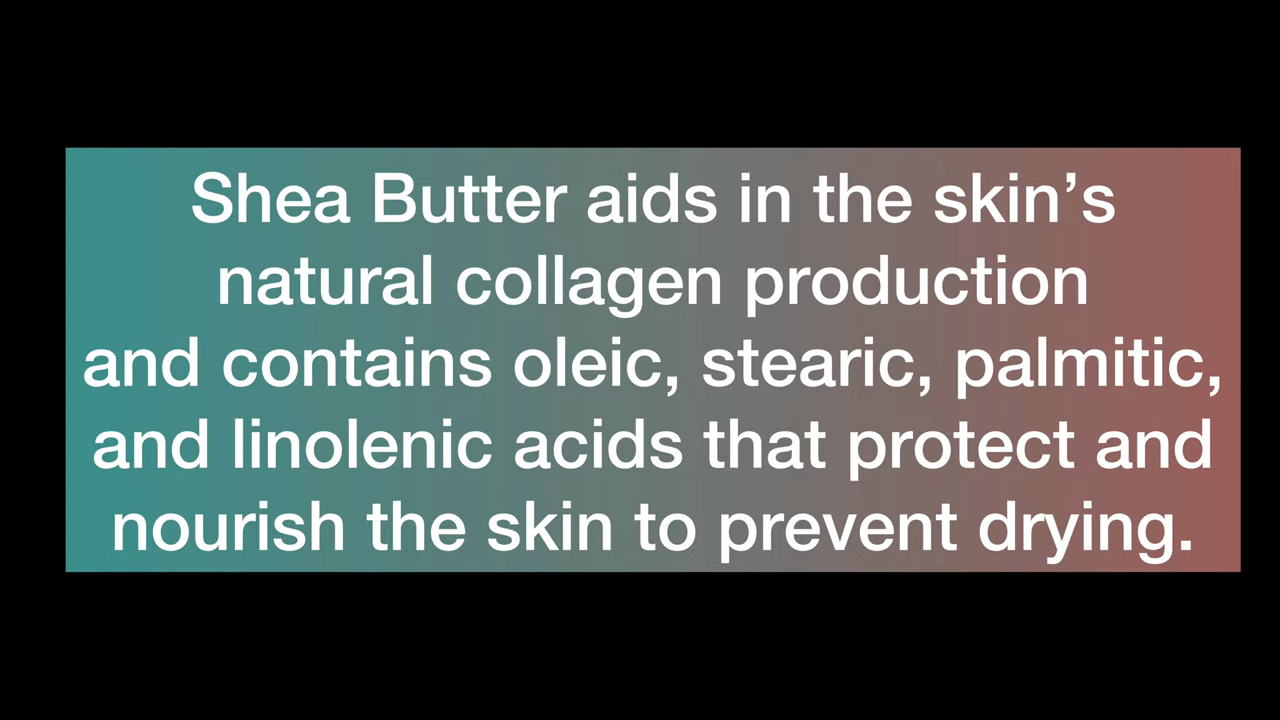 Shea Butter aids in the skin’s
natural collagen production
and contains oleic, stearic, palmitic,
and linolenic acids that protect and
nourish the skin to prevent drying.